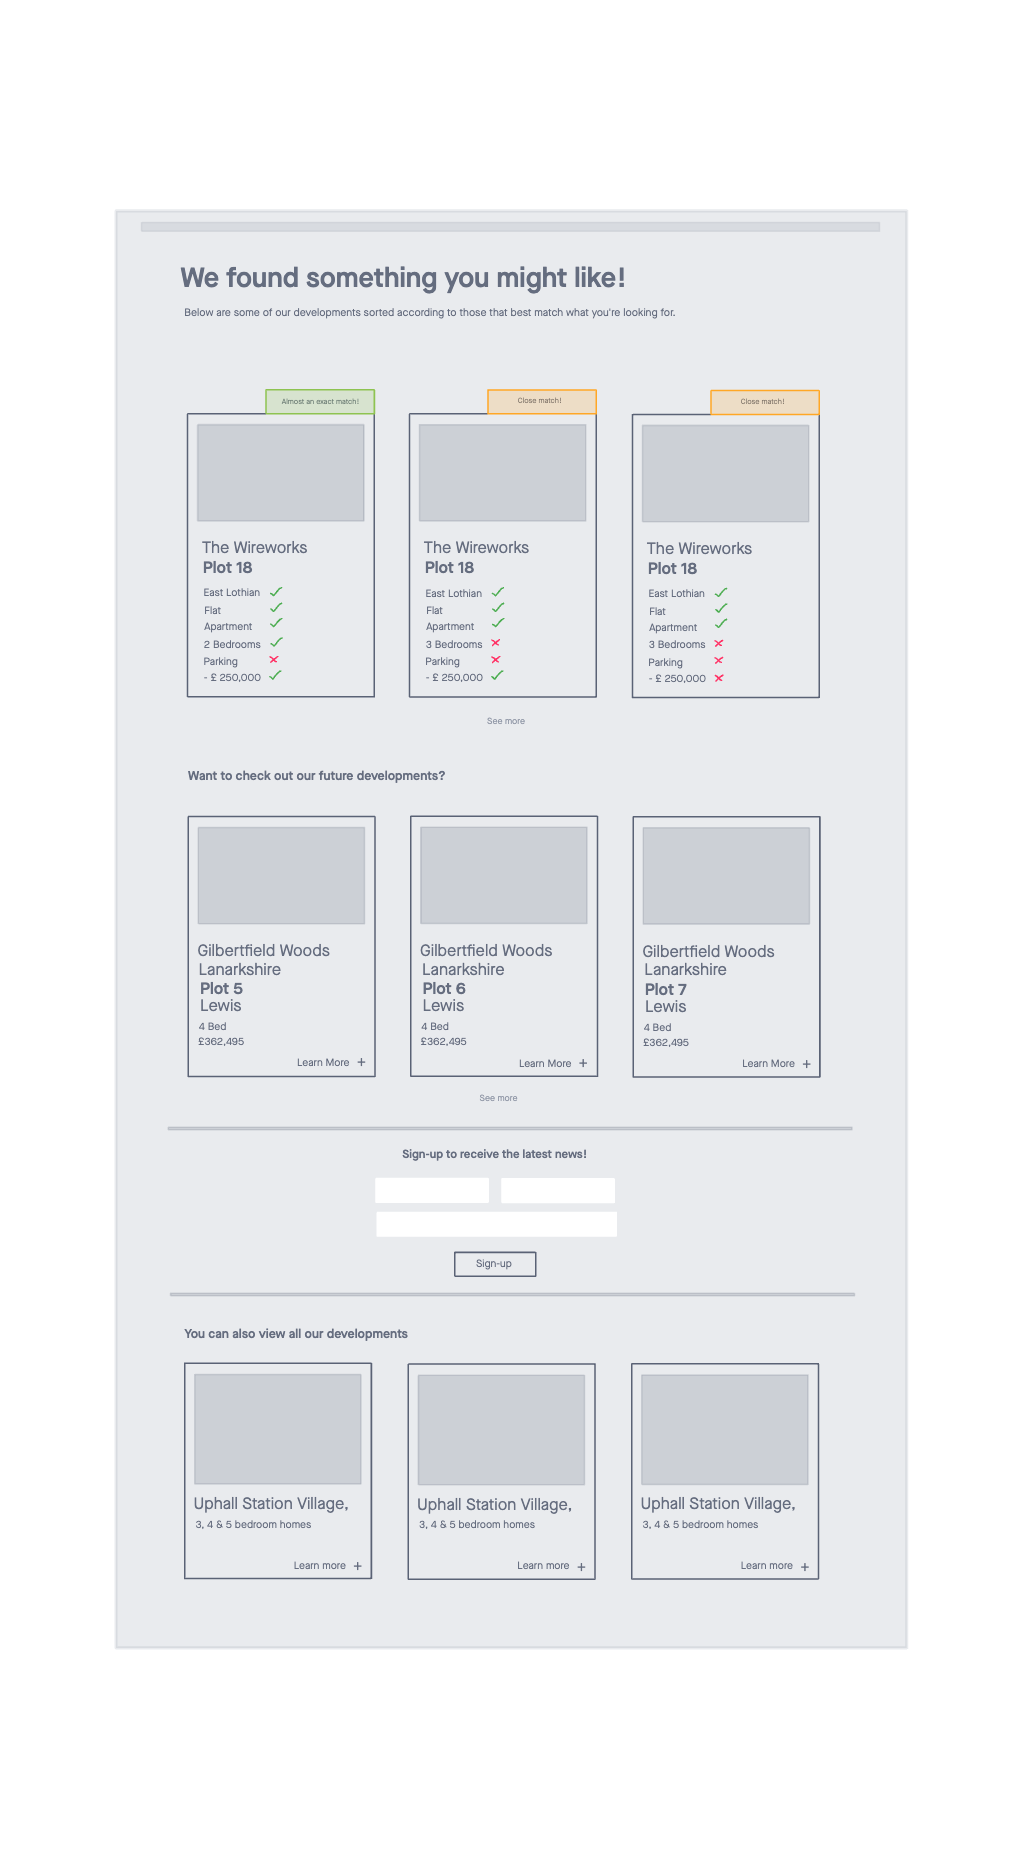 We found something you might like!
Below are some of our developments sorted according to those that best match what you're looking for.
Almost an exact match!
The Wireworks
Plot 18
East Lothian
Flat
Apartment
2 Bedrooms
Parking
- £ 250,000
Close match!
The Wireworks
Plot 18
East Lothian
Flat
Apartment
3 Bedrooms
Parking
- £ 250,000
Close match!
The Wireworks
Plot 18
East Lothian
Flat
Apartment
3 Bedrooms
Parking
- £ 250,000
See more
Want to check out our future developments?
Gilbertfield Woods
Lanarkshire
Plot 5
Lewis
4 Bed
£362,495
Learn More +
Gilbertfield Woods
Lanarkshire
Plot 6
Lewis
4 Bed
£362,495
Learn More +
Gilbertfield Woods
Lanarkshire
Plot 7
Lewis
4 Bed
£362,495
Learn More +
See more
Sign-up to receive the latest news!
Sign-up
You can also view all our developments
Uphall Station Village,
3, 4 & 5 bedroom homes
Learn more +
Uphall Station Village,
3, 4 & 5 bedroom homes
Learn more +
Uphall Station Village,
3, 4 & 5 bedroom homes
Learn more +